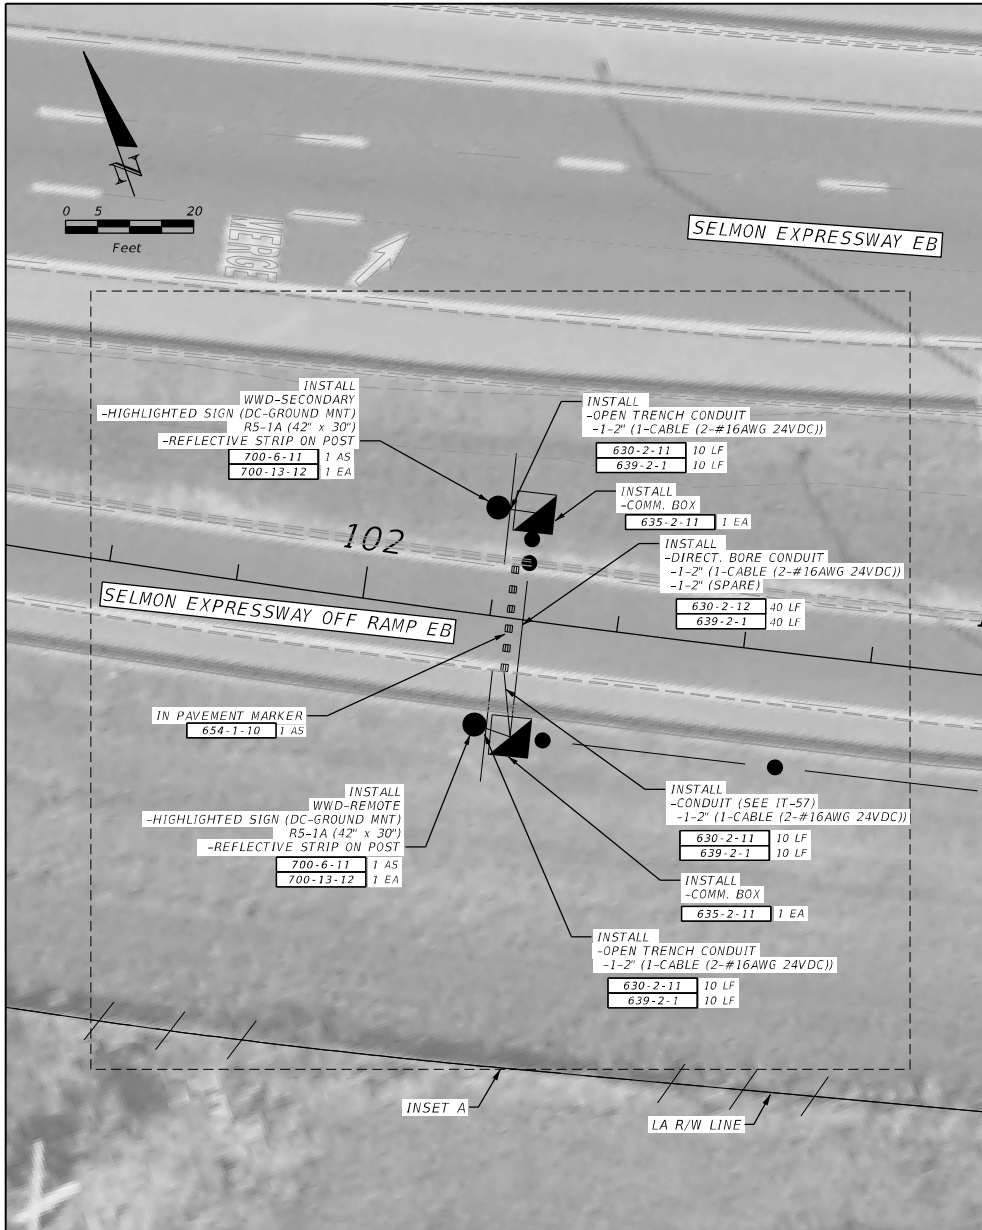 N
0 5 20
Feet
MERGE
SELMON EXPRESSWAY EB
INSTALL
WWD-SECONDARY
-HIGHLIGHTED SIGN (DC-GROUND MNT)
R5-1A (42" x 30")
-REFLECTIVE STRIP ON POST
700-6-11 1 AS
700-13-12 1 EA
INSTALL
-OPEN TRENCH CONDUIT
-1-2" (1-CABLE (2-#16AWG 24VDC))
630-2-11 10 LF
639-2-1 10 LF
INSTALL
-COMM. BOX
635-2-11 1 EA
102
INSTALL
-DIRECT. BORE CONDUIT
-1-2" (1-CABLE (2-#16AWG 24VDC)
-1-2" (SPARE)
630-2-12 40 LF
639-2-1 40 LF
SELMON EXPRESSWAY OFF RAMP EB
IN PAVEMENT MARKER
654-1-10 1 AS
INSTALL
WWD-REMOTE
-HIGHLIGHTED SIGN (DC-GROUND MNT)
R5-1A (42" x 30")
-REFLECTIVE STRIP ON POST
700-6-11 1 AS
700-13-12 1 EA
INSTALL
-CONDUIT (SEE IT-57)
-1-2" (1-CABLE (2-#16AWG 24VDC)
630-2-11 10 LF
639-2-1 10 LF
INSTALL
-COMM. BOX
635-2-11 1 EA
INSTALL
-OPEN TRENCH CONDUIT
-1-2" (1-CABLE (2-#16AWG 24VDC))
630-2-11 10 LF
639-2-1 10 LF
INSET A
LA R/W LINE